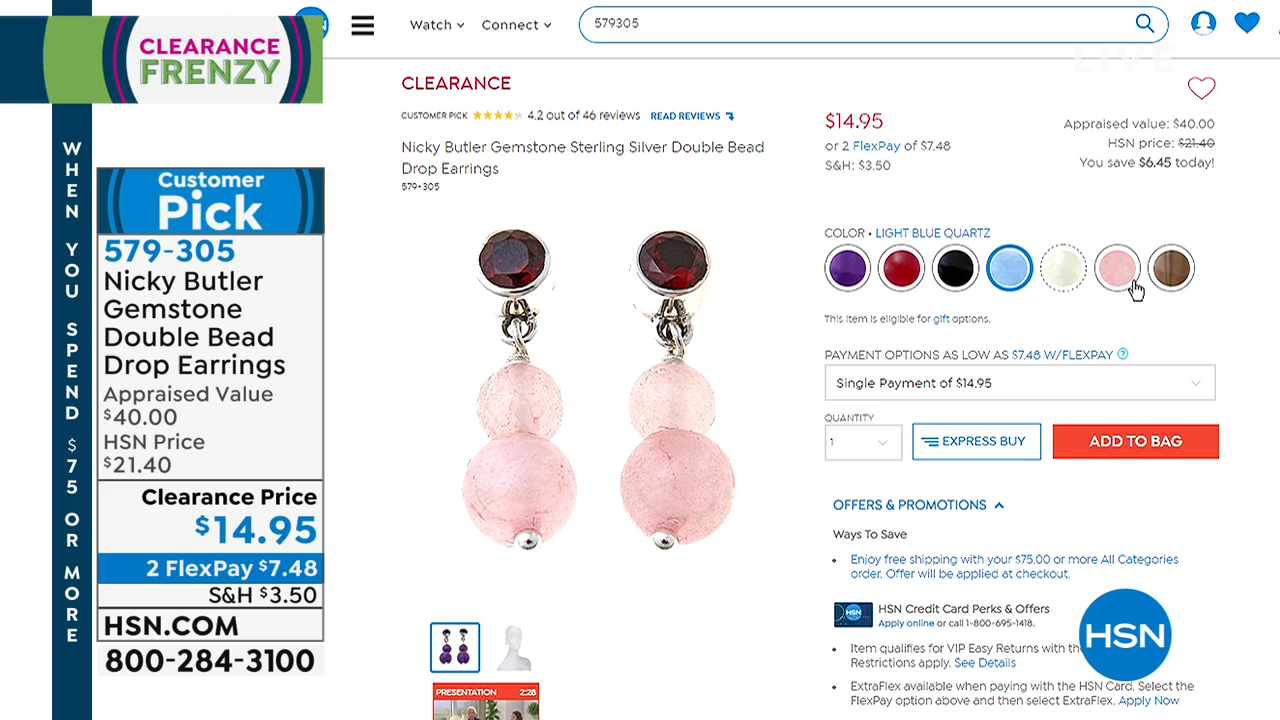 CLEARANCE
FRENZY
WHEN YOU SPEND $75 OR MORE
Customer
Pick
579-305
Nicky Butler
Gemstone
Double Bead
Drop Earrings
Appraised Value
$40.00
HSN Price
$21.40
Clearance Price
$14.95
2 FlexPay $7.48
S&H $3.50
HSN.COM
800-284-3100
Watch
Connect
579305
LIVE
CLEARANCE
CUSTOMER PICK 4.2 out of 46 reviews READ REVIEWS
Nicky Butler Gemstone Sterling Silver Double Bead
Drop Earrings
579-305
$14.95
or 2 FlexPay of $7.48
S&H: $3.50
Appraised value: $40.00
HSN price: $21.40
You save $6.45 today!
COLOR • LIGHT BLUE QUARTZ
This item is eligible for gift options.
PAYMENT OPTIONS AS LOW AS $7.48 W/FLEXPAY ?
Single Payment of $14.95
QUANTITY
1
EXPRESS BUY
ADD TO BAG
OFFERS & PROMOTIONS
Ways To Save
• Enjoy free shipping with your $75.00 or more All Categories
order. Offer will be applied at checkout.
HSN
HSN Credit Card Perks & Offers
Apply online or call 1-800-695-1418.
• Item qualifies for VIP Easy Returns with th
Restrictions apply. See Details
• ExtraFlex available when paying with the HSN Card. Select the
FlexPay option above and then select ExtraFlex. Apply Now
HSN
PRESENTATION 2:28